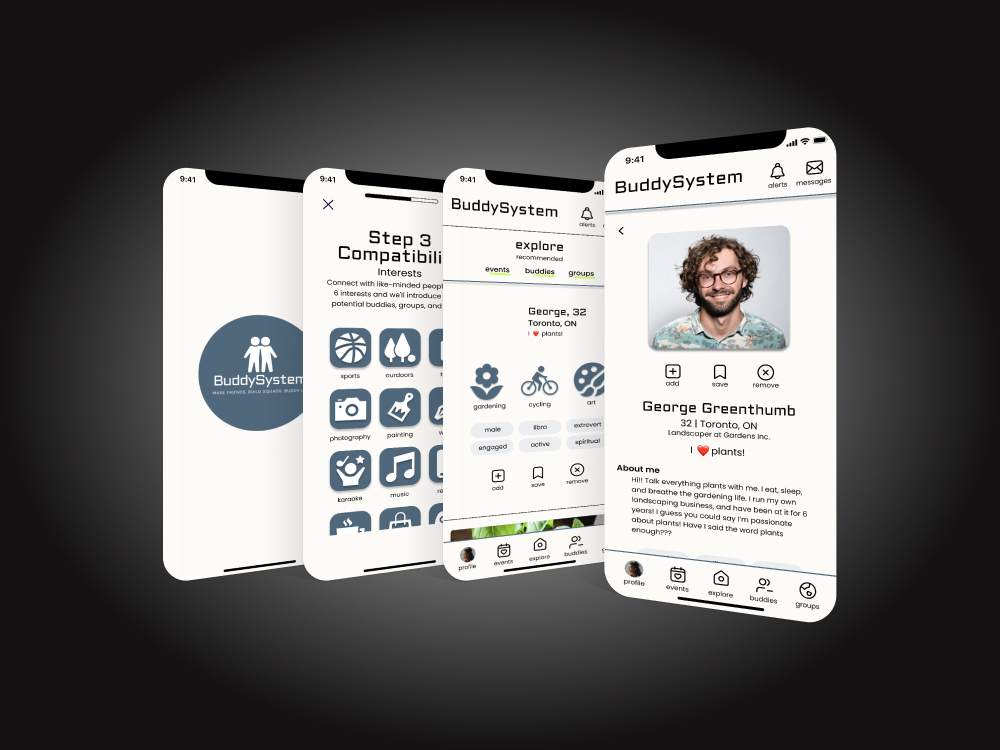 9:41
BuddySystem
MAKE FRIENDS. BUILD SQUADS. BUDDY
9:41
Step 3
Compatibili
Interests
Connect with like-minded peopl
6 interests and we'll introduce
potential buddies, groups, and
sports
ourdoors
photography
painting
karaoke
music
9:41
BuddySystem
alerts
explore
recommended
events buddies groups
George, 32
Toronto, ON
I ❤️ plants!
gardening
cycling
art
male libra extrovert
engaged active spiritual
add
save
remove
profile
events
explore
buddies
9:41
BuddySystem
alerts
messages
add
save
remove
George Greenthumb
32 | Toronto, ON
Landscaper at Gardens Inc.
I ❤️ plants!
About me
Hi!! Talk everything plants with me. I eat, sleep,
and breathe the gardening life. I run my own
landscaping business, and have been at it for 6
years! I guess you could say I'm passionate
about plants! Have I said the word plants
enough???
profile
events
explore
buddies
groups